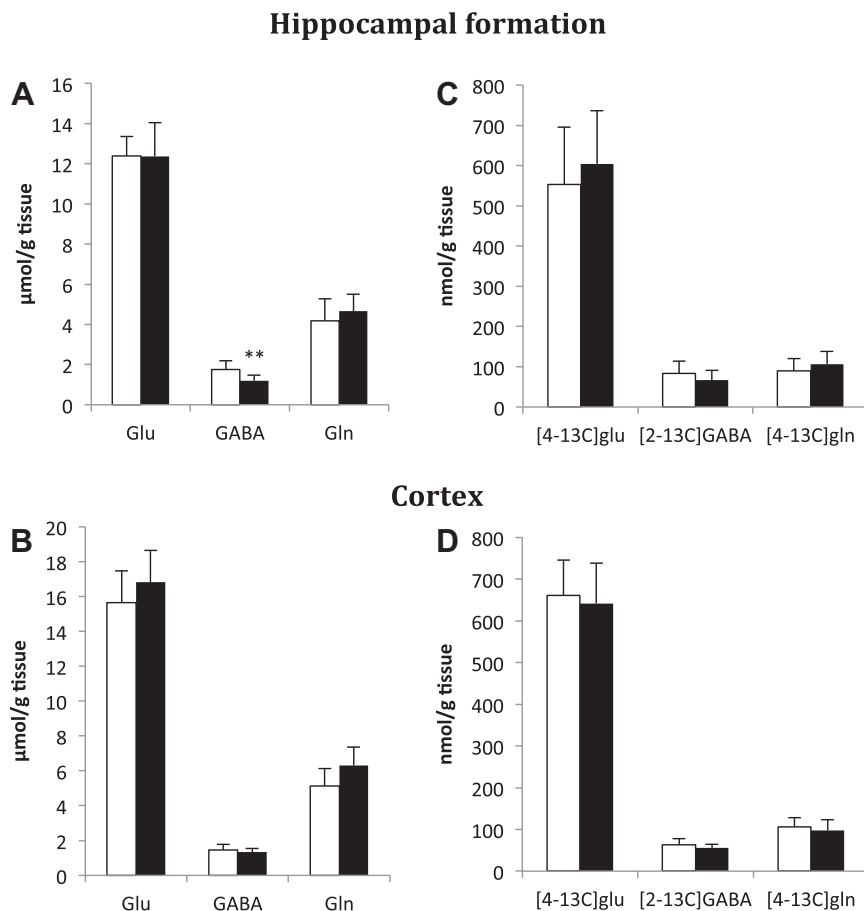 Hippocampal formation
A
16
14
12
10
8
6
4
2
0
μmol/g tissue
**
Glu GABA Gln
C
800
700
600
500
400
300
200
100
0
nmol/g tissue
[4-13C]glu [2-13C]GABA [4-13C]gln
Cortex
B
20
18
16
14
12
10
8
6
4
2
0
μmol/g tissue
Glu GABA Gln
D
800
700
600
500
400
300
200
100
0
nmol/g tissue
[4-13C]glu [2-13C]GABA [4-13C]gln